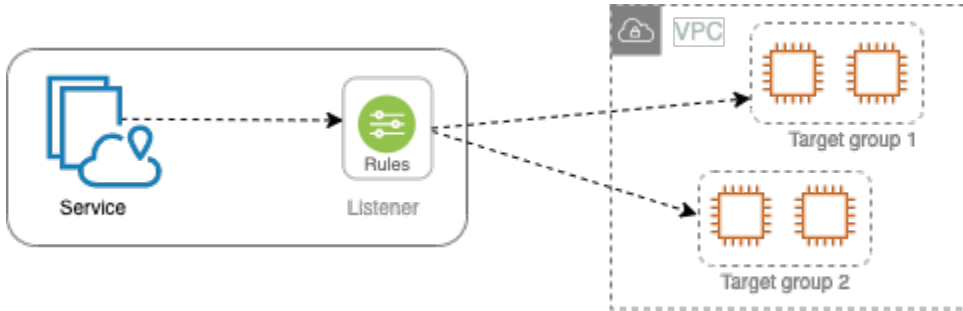 VPC
Target group 1
Rules
Service
Listener
Target group 2